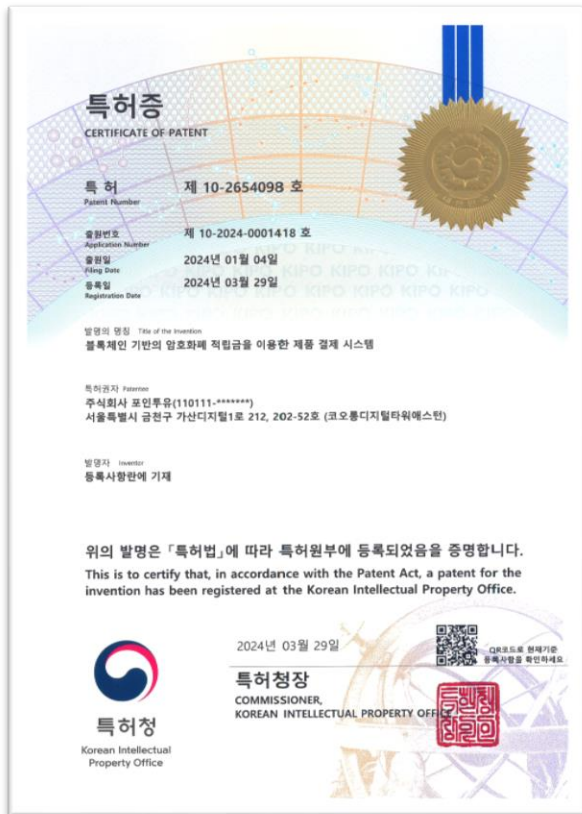 특허증
CERTIFICATE OF PATENT
특 허 제 10-2654098 호
Patent Number
출원번호 제 10-2024-0001418 호
Application Number
출원일 2024년 01월 04일
Filing Date
등록일 2024년 03월 29일
Registration Date
발명의 명칭 Title of the Invention
블록체인 기반의 암호화폐 적립금을 이용한 제품 결제 시스템
특허권자 Patentee
주식회사 포인투유(110111-*******)
서울특별시 금천구 가산디지털1로 212, 202-52호 (코오롱디지털타워애스턴)
발명자 Inventor
등록사항란에 기재
위의 발명은 「특허법」에 따라 특허원부에 등록되었음을 증명합니다.
This is to certify that, in accordance with the Patent Act, a patent for the
invention has been registered at the Korean Intellectual Property Office.
2024년 03월 29일
QR코드로 현재기준
등록사항을 확인하세요
특허청장
COMMISSIONER,
KOREAN INTELLECTUAL PROPERTY OFFICE
특허청
Korean Intellectual
Property Office